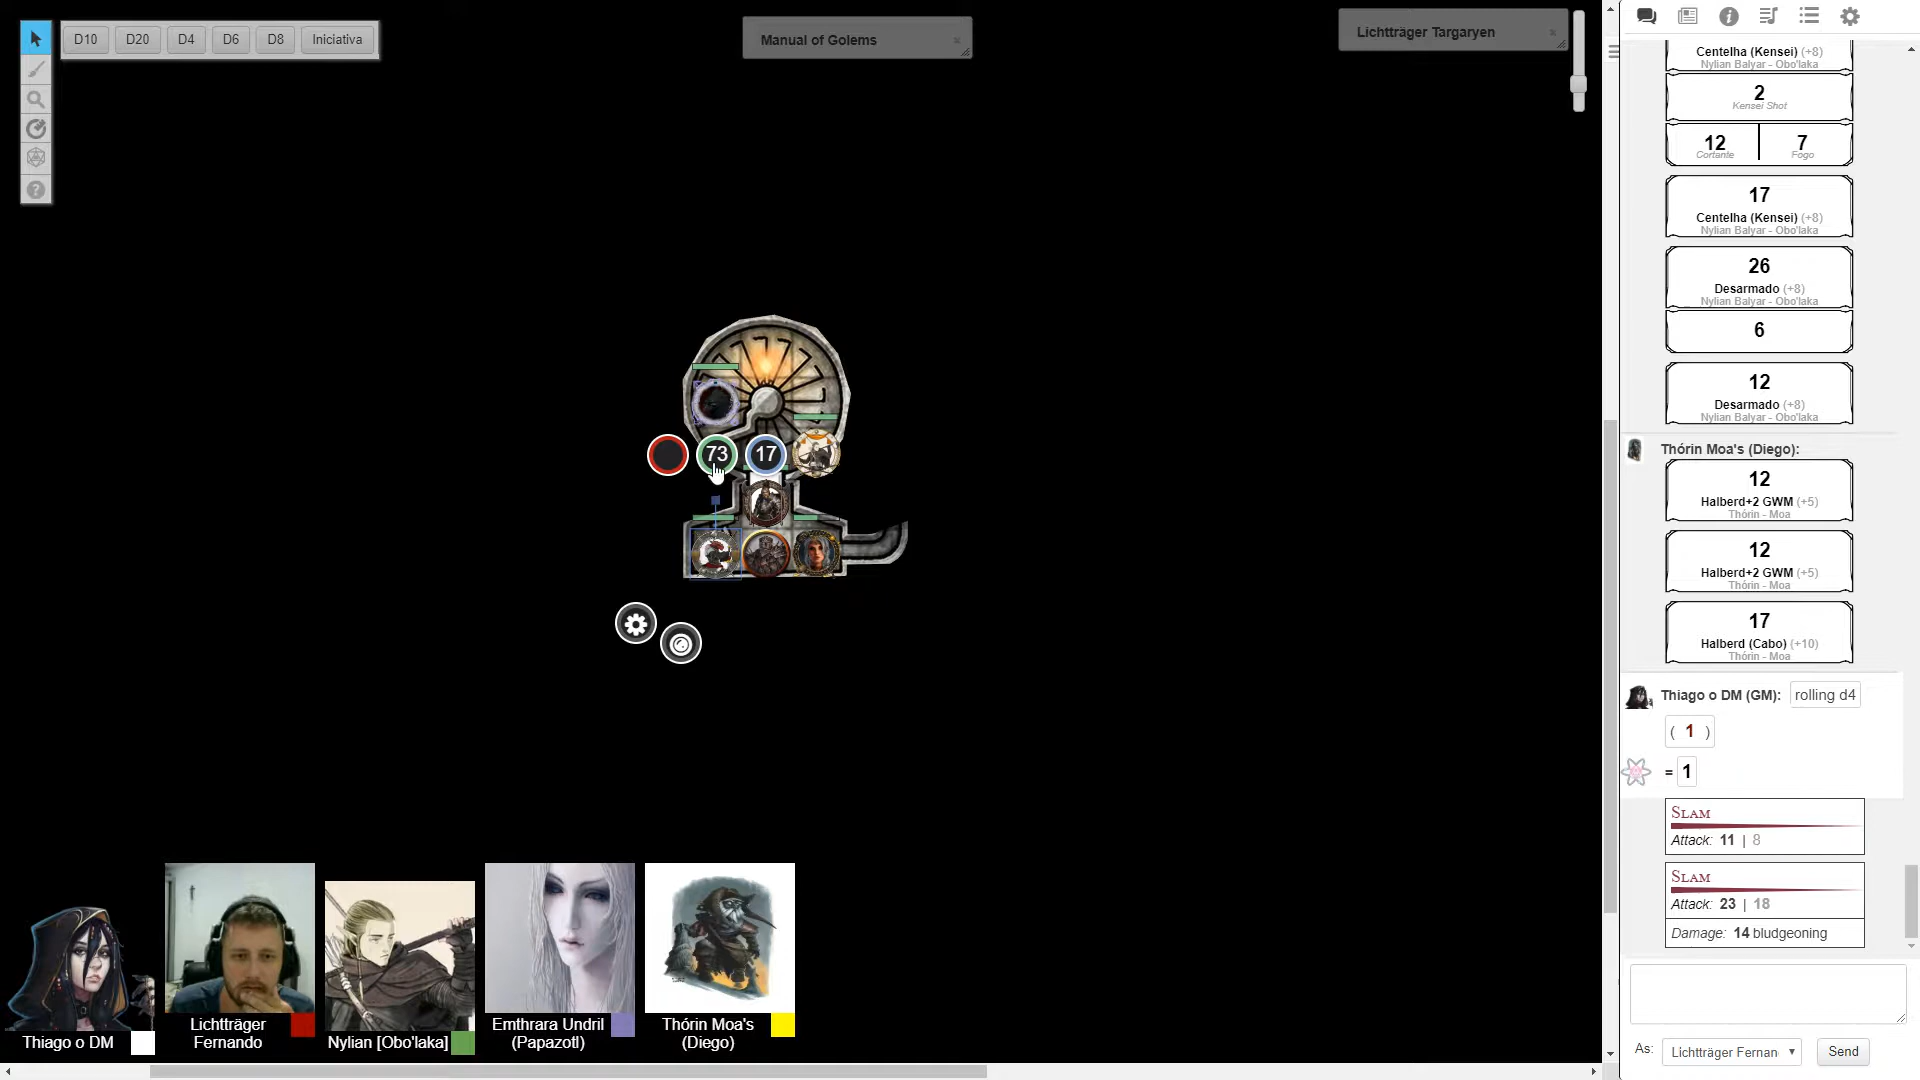 D10 D20 D4 D6 D8 Iniciativa
Manual of Golems
Lichtträger Targaryen
73 17
Thiago o DM
Lichtträger Fernando
Nylian [Obo'laka]
Emthrara Undril (Papazotl)
Thórin Moa's (Diego)
Centelha (Kensei) (+8)
Nylian Balyar - Obo'laka
2
Kensei Shot
12 7
Cortante Fogo
17
Centelha (Kensei) (+8)
Nylian Balyar - Obo'laka
26
Desarmado (+8)
Nylian Balyar - Obo'laka
6
12
Desarmado (+8)
Nylian Balyar - Obo'laka
Thórin Moa's (Diego):
12
Halberd+2 GWM (+5)
Thórin - Moa
12
Halberd+2 GWM (+5)
Thórin - Moa
17
Halberd (Cabo) (+10)
Thórin - Moa
Thiago o DM (GM): rolling d4
( 1 )
= 1
Slam
Attack: 11 | 8
Slam
Attack: 23 | 18
Damage: 14 bludgeoning
As: Lichtträger Fernan Send